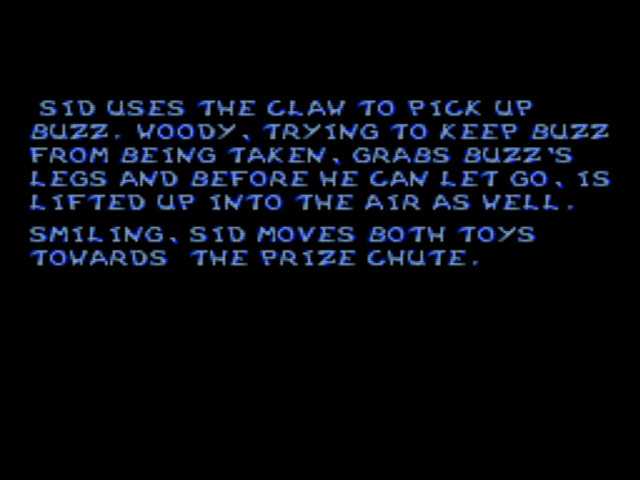 SID USES THE CLAW TO PICK UP
BUZZ. WOODY, TRYING TO KEEP BUZZ
FROM BEING TAKEN, GRABS BUZZ'S
LEGS AND BEFORE HE CAN LET GO, IS
LIFTED UP INTO THE AIR AS WELL.
SMILING, SID MOVES BOTH TOYS
TOWARDS THE PRIZE CHUTE.